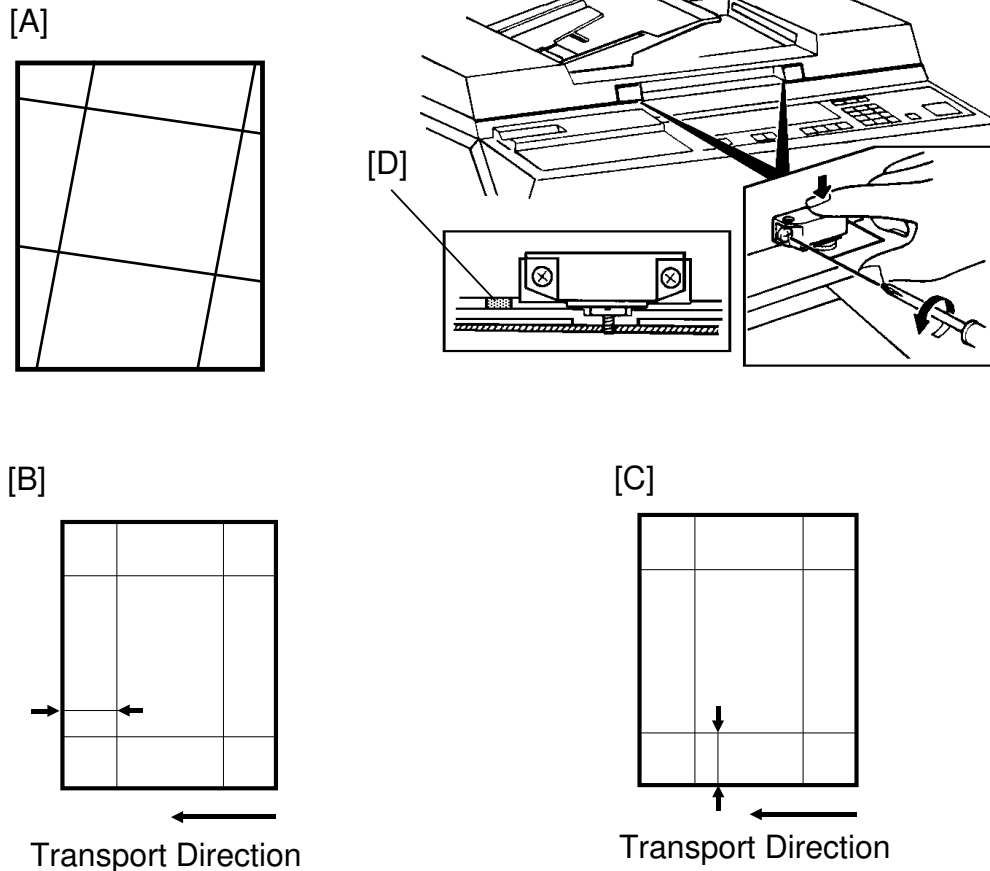 [A]
[D]
[B]
[C]
Transport Direction
Transport Direction